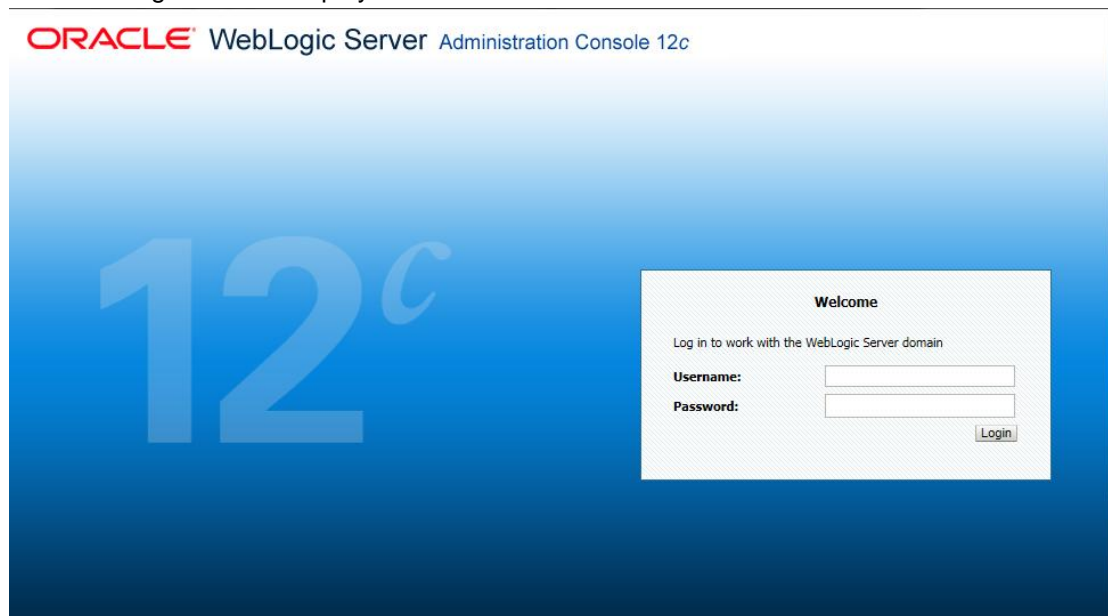 ORACLE WebLogic Server Administration Console 12c
12c
Welcome
Log in to work with the WebLogic Server domain
Username:
Password:
Login